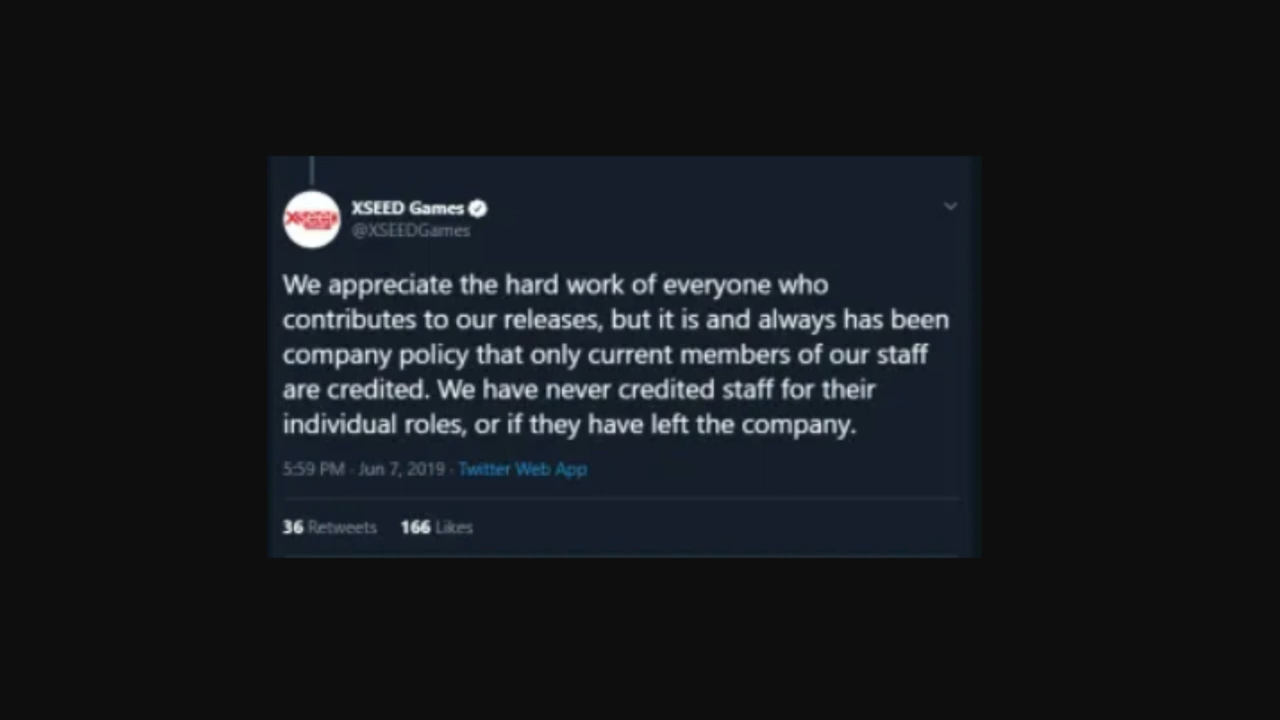 XSEED Games
@XSEEDGames
We appreciate the hard work of everyone who
contributes to our releases, but it is and always has been
company policy that only current members of our staff
are credited. We have never credited staff for their
individual roles, or if they have left the company.
5:59 PM · Jun 7, 2019 · Twitter Web App
36 Retweets 166 Likes
XSEED